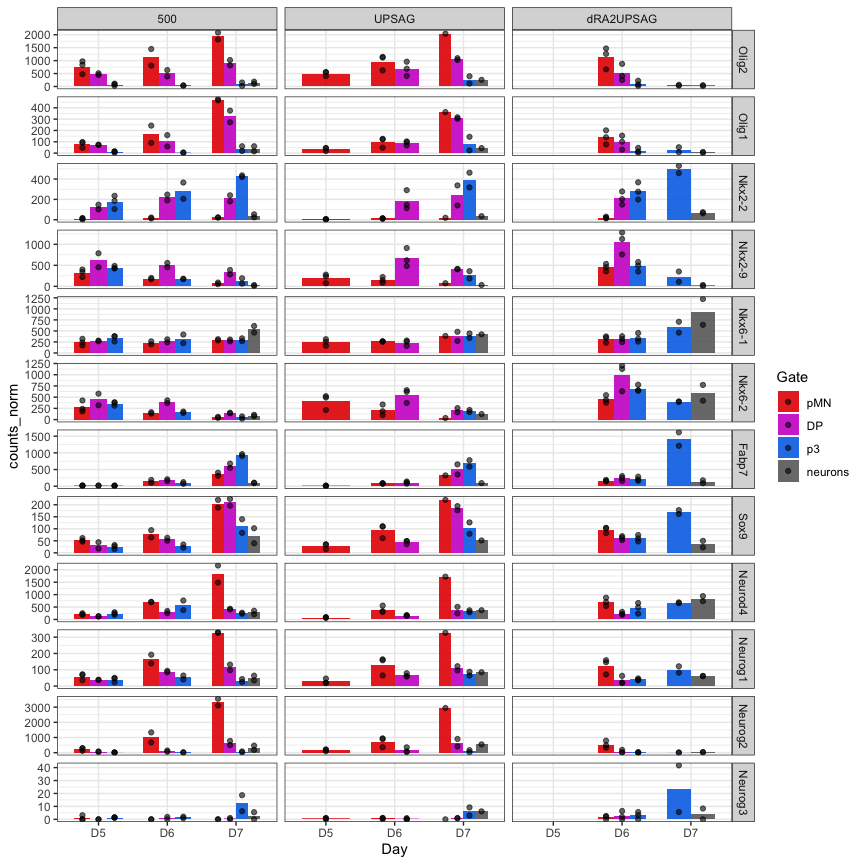 500 UPSAG dRA2UPSAG
2000
1500
1000
500
0
Olig2
400
300
200
100
0
Olig1
400
200
0
Nkx2-2
1000
500
0
Nkx2-9
1250
1000
750
500
250
0
Nkx6-1
1250
1000
750
500
250
0
Nkx6-2
1500
1000
500
0
Fabp7
200
150
100
50
0
Sox9
2000
1500
1000
500
0
Neurod4
300
200
100
0
Neurog1
3000
2000
1000
0
Neurog2
40
30
20
10
0
Neurog3
D5 D6 D7 D5 D6 D7 D5 D6 D7
Day
counts_norm
Gate
pMN
DP
p3
neurons